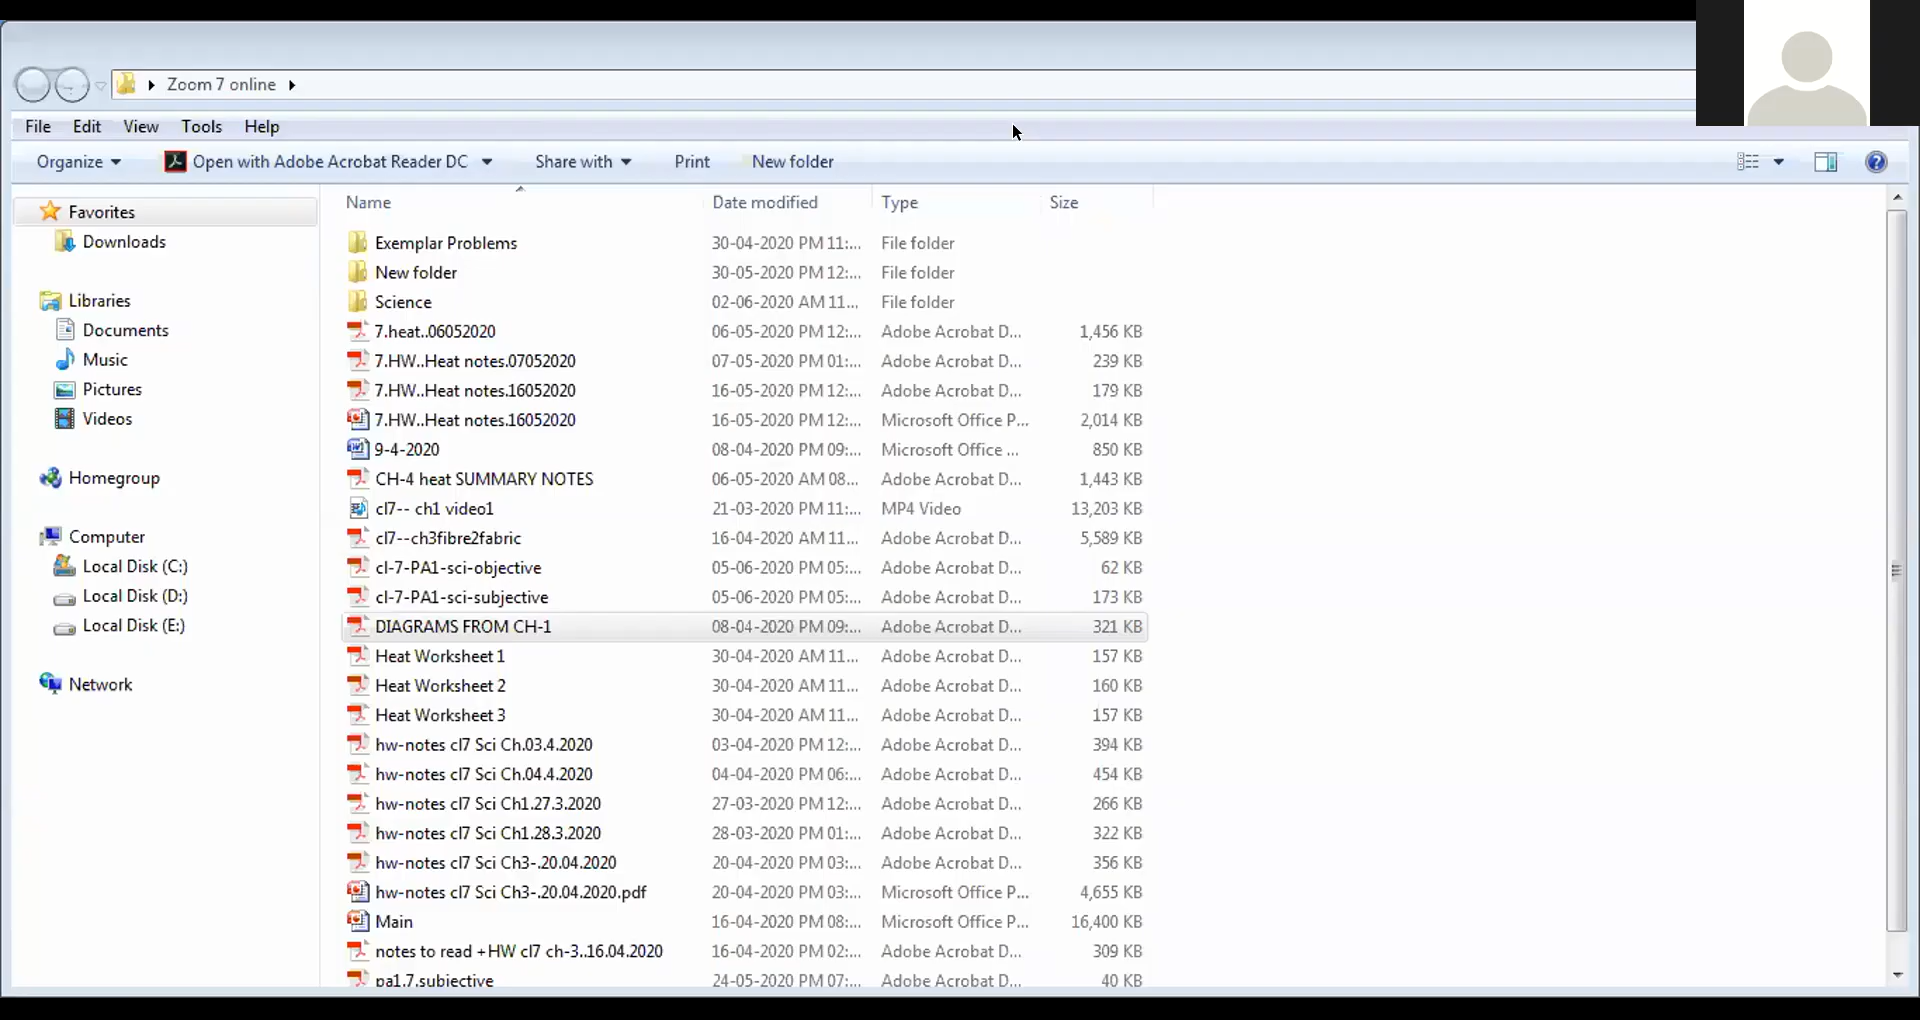 Zoom 7 online
File Edit View Tools Help
Organize Open with Adobe Acrobat Reader DC Share with Print New folder
Favorites
Downloads
Libraries
Documents
Music
Pictures
Videos
Homegroup
Computer
Local Disk (C:)
Local Disk (D:)
Local Disk (E:)
Network
Name Date modified Type Size
Exemplar Problems 30-04-2020 PM 11:... File folder
New folder 30-05-2020 PM 12:... File folder
Science 02-06-2020 AM 11... File folder
7.heat..06052020 06-05-2020 PM 12:... Adobe Acrobat D... 1,456 KB
7.HW..Heat notes.07052020 07-05-2020 PM 01:... Adobe Acrobat D... 239 KB
7.HW..Heat notes.16052020 16-05-2020 PM 12:... Adobe Acrobat D... 179 KB
7.HW..Heat notes.16052020 16-05-2020 PM 12:... Microsoft Office P... 2,014 KB
9-4-2020 08-04-2020 PM 09:... Microsoft Office ... 850 KB
CH-4 heat SUMMARY NOTES 06-05-2020 AM 08... Adobe Acrobat D... 1,443 KB
cl7-- ch1 video1 21-03-2020 PM 11:... MP4 Video 13,203 KB
cl7--ch3fibre2fabric 16-04-2020 AM 11... Adobe Acrobat D... 5,589 KB
cl-7-PA1-sci-objective 05-06-2020 PM 05:... Adobe Acrobat D... 62 KB
cl-7-PA1-sci-subjective 05-06-2020 PM 05:... Adobe Acrobat D... 173 KB
DIAGRAMS FROM CH-1 08-04-2020 PM 09:... Adobe Acrobat D... 321 KB
Heat Worksheet 1 30-04-2020 AM 11... Adobe Acrobat D... 157 KB
Heat Worksheet 2 30-04-2020 AM 11... Adobe Acrobat D... 160 KB
Heat Worksheet 3 30-04-2020 AM 11... Adobe Acrobat D... 157 KB
hw-notes cl7 Sci Ch.03.4.2020 03-04-2020 PM 12:... Adobe Acrobat D... 394 KB
hw-notes cl7 Sci Ch.04.4.2020 04-04-2020 PM 06:... Adobe Acrobat D... 454 KB
hw-notes cl7 Sci Ch1.27.3.2020 27-03-2020 PM 12:... Adobe Acrobat D... 266 KB
hw-notes cl7 Sci Ch1.28.3.2020 28-03-2020 PM 01:... Adobe Acrobat D... 322 KB
hw-notes cl7 Sci Ch3-.20.04.2020 20-04-2020 PM 03:... Adobe Acrobat D... 356 KB
hw-notes cl7 Sci Ch3-.20.04.2020.pdf 20-04-2020 PM 03:... Microsoft Office P... 4,655 KB
Main 16-04-2020 PM 08:... Microsoft Office P... 16,400 KB
notes to read +HW cl7 ch-3..16.04.2020 16-04-2020 PM 02:... Adobe Acrobat D... 309 KB
pa1.7.subjective 24-05-2020 PM 07:... Adobe Acrobat D... 40 KB